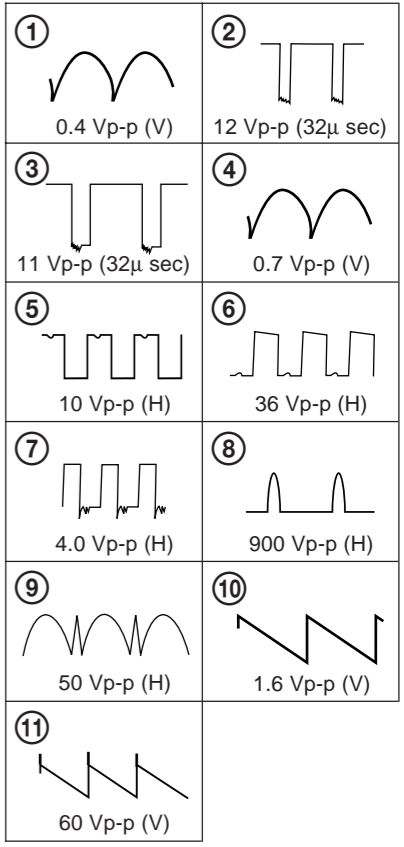 ① ②
0.4 Vp-p (V) 12 Vp-p (32μ sec)
③ ④
11 Vp-p (32μ sec) 0.7 Vp-p (V)
⑤ ⑥
10 Vp-p (H) 36 Vp-p (H)
⑦ ⑧
4.0 Vp-p (H) 900 Vp-p (H)
⑨ ⑩
50 Vp-p (H) 1.6 Vp-p (V)
⑪
60 Vp-p (V)